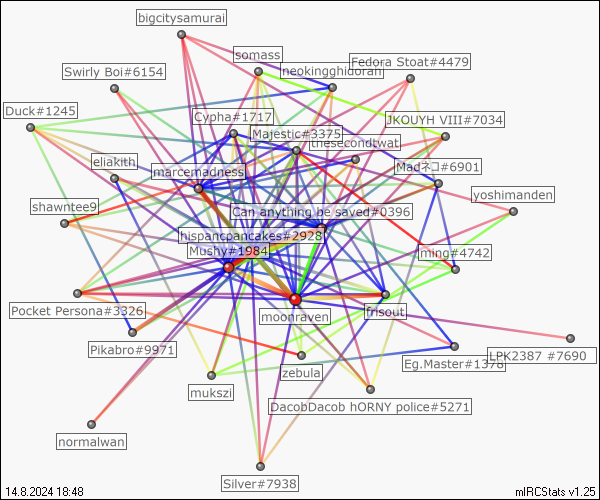 bigcitysamurai
somass
Fedora Stoat#4479
Swirly Boi#6154
neokingghidorah
Duck#1245
Cypha#1717
JKOUYH VIII#7034
Majestic#3375
thesecondtwat
eliakith
Madネコ#6901
marcemadness
yoshimanden
shawntee9
Can anything be saved#0396
hispancpancakes#2928
Mushy#1984
ming#4742
Pocket Persona#3326
moonraven
frisout
Pikabro#9971
LPK2387 #7690
Eg.Master#1378
zebula
mukszi
DacobDacob hORNY police#5271
normalwan
Silver#7938
14.8.2024 18:48
mIRCStats v1.25